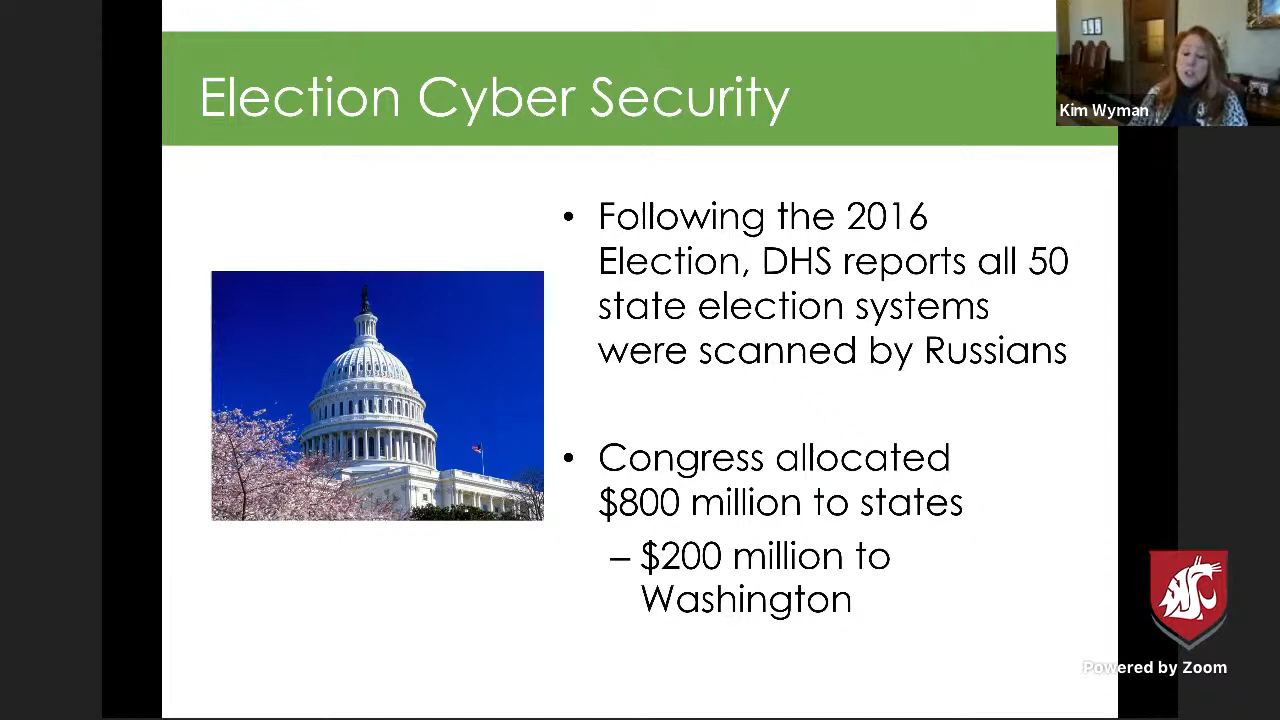 Election Cyber Security
Kim Wyman
• Following the 2016
Election, DHS reports all 50
state election systems
were scanned by Russians
• Congress allocated
$800 million to states
– $200 million to
Washington
Powered by Zoom